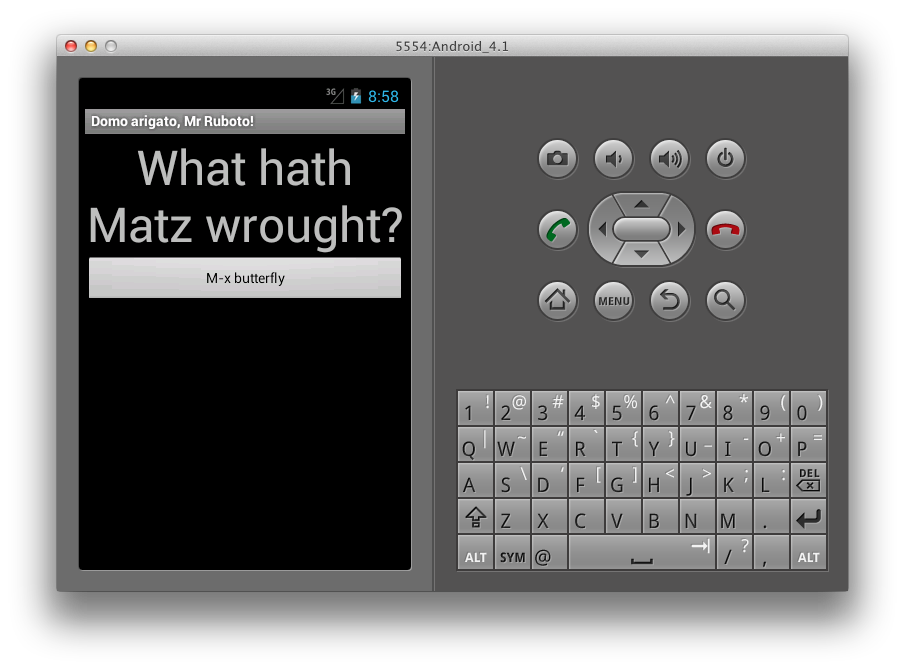 5554:Android_4.1
3G 8:58
Domo arigato, Mr Ruboto!
What hath
Matz wrought?
M-x butterfly
MENU
1 ! 2 @ 3 # 4 $ 5 % 6 ^ 7 & 8 * 9 ( 0 )
Q | W ~ E “ R ` T { Y } U _ I - O + P =
A S \ D ‘ F [ G ] H < J > K ; L : DEL
Z X C V B N M .
ALT SYM @ / ? , ALT